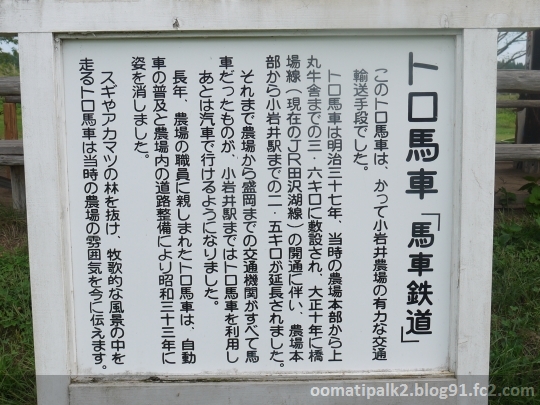 トロ馬車「馬車鉄道」
このトロ馬車は、かつて小岩井農場の有力な交通
輸送手段でした。
トロ馬車は明治三十七年、当時の農場本部から上
丸牛舎までの三・六キロに敷設され、大正十年に橋
場線(現在のJR田沢湖線)の開通に伴い、農場本
部から小岩井駅までの二・五キロが延長されました。
それまで農場から盛岡までの交通機関がすべて馬
車だったものが、小岩井駅まではトロ馬車を利用し
あとは汽車で行けるようになりました。
長年、農場の職員に親しまれたトロ馬車は、自動
車の普及と農場内の道路整備により昭和三十三年に
姿を消しました。
スギやアカマツの林を抜け、牧歌的な風景の中を
走るトロ馬車は当時の農場の雰囲気を今に伝えます。
oomatipalk2.blog91.fc2.com